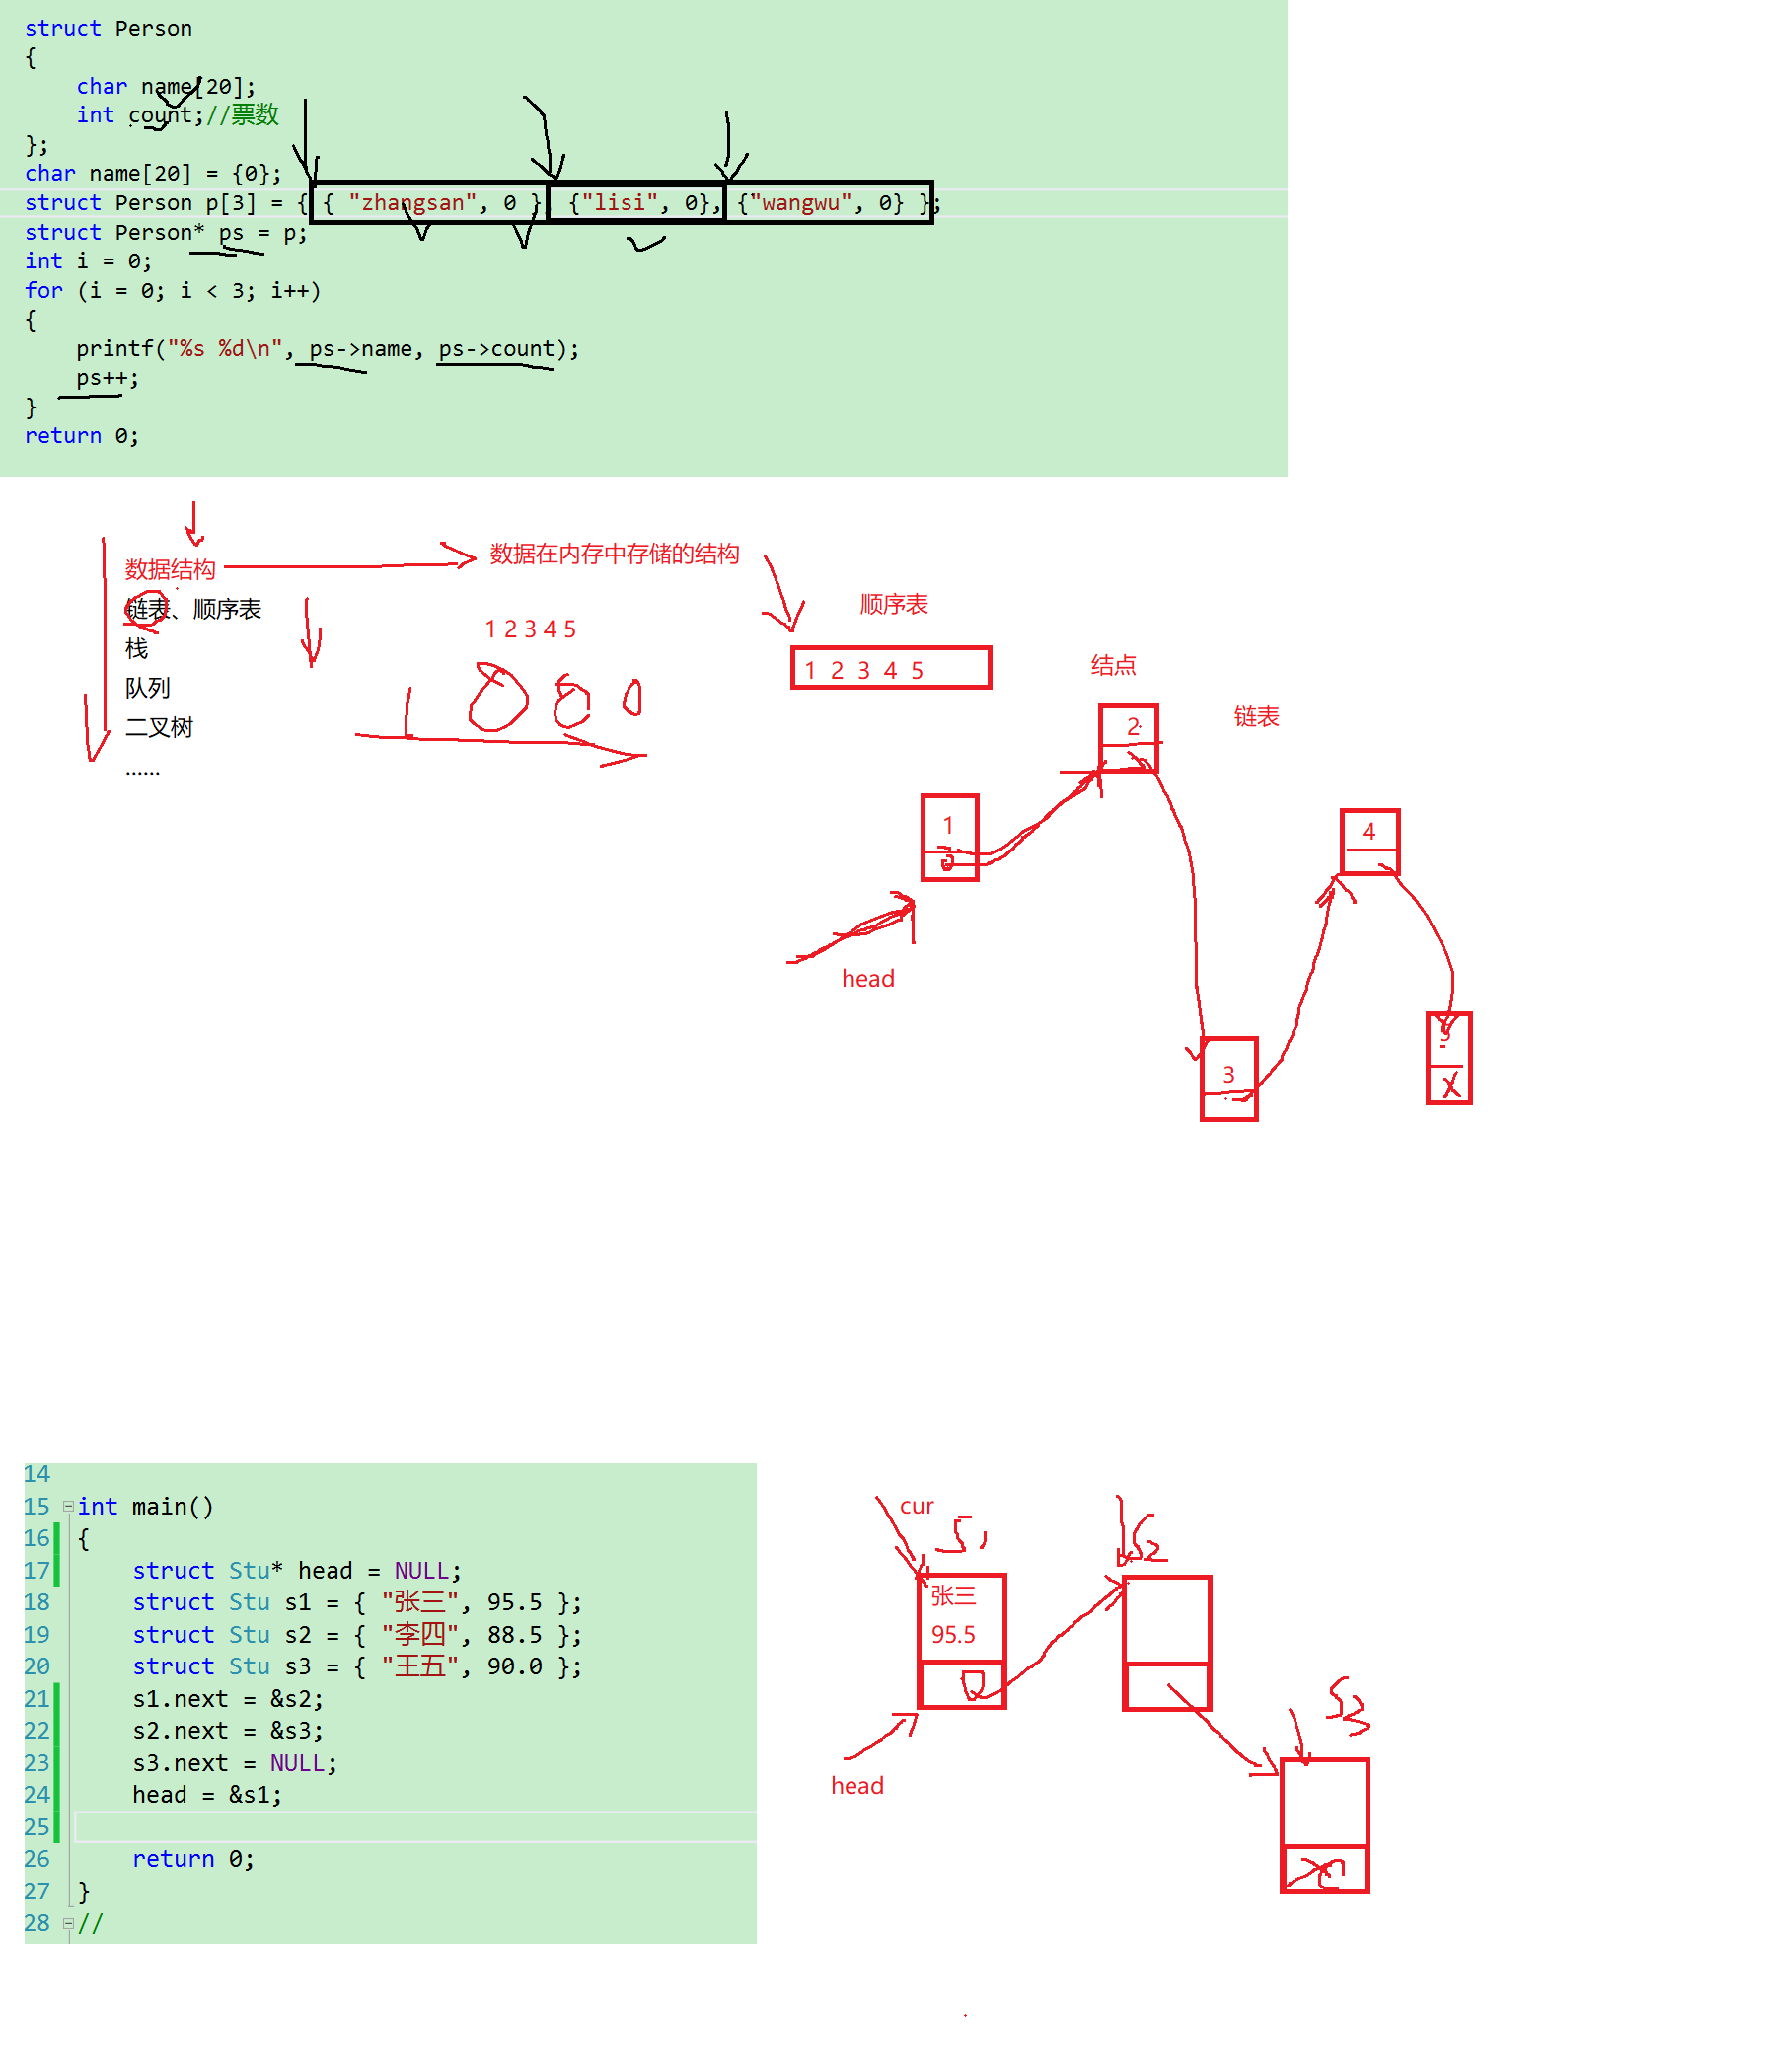 struct Person
{
char name[20];
int count;//票数
};
char name[20] = {0};
struct Person p[3] = { { "zhangsan", 0 }, {"lisi", 0}, {"wangwu", 0} };
struct Person* ps = p;
int i = 0;
for (i = 0; i < 3; i++)
{
printf("%s %d\n", ps->name, ps->count);
ps++;
}
return 0;
数据结构
数据在内存中存储的结构
链表、顺序表
栈
队列
二叉树
......
1 2 3 4 5
顺序表
1 2 3 4 5
结点
链表
1
2
3
4
5
head
14
15 int main()
16 {
17 struct Stu* head = NULL;
18 struct Stu s1 = { "张三", 95.5 };
19 struct Stu s2 = { "李四", 88.5 };
20 struct Stu s3 = { "王五", 90.0 };
21 s1.next = &s2;
22 s2.next = &s3;
23 s3.next = NULL;
24 head = &s1;
25
26 return 0;
27 }
28 //
cur
S1
张三
95.5
head
S2
S3